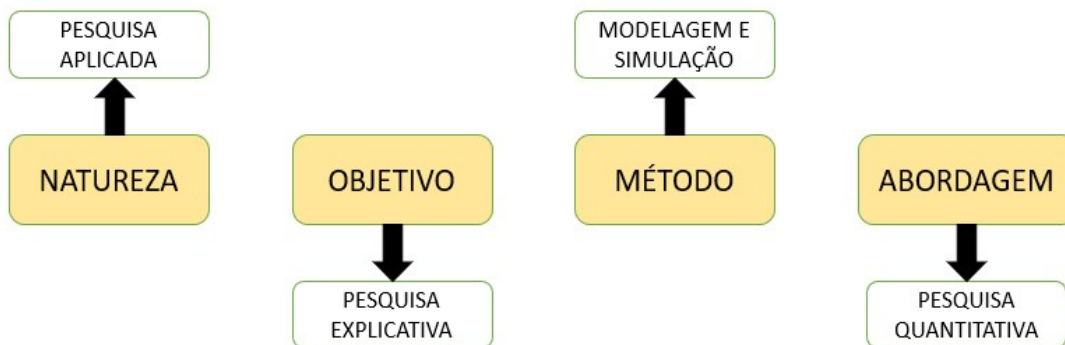 PESQUISA
APLICADA
MODELAGEM E
SIMULAÇÃO
NATUREZA
OBJETIVO
MÉTODO
ABORDAGEM
PESQUISA
EXPLICATIVA
PESQUISA
QUANTITATIVA